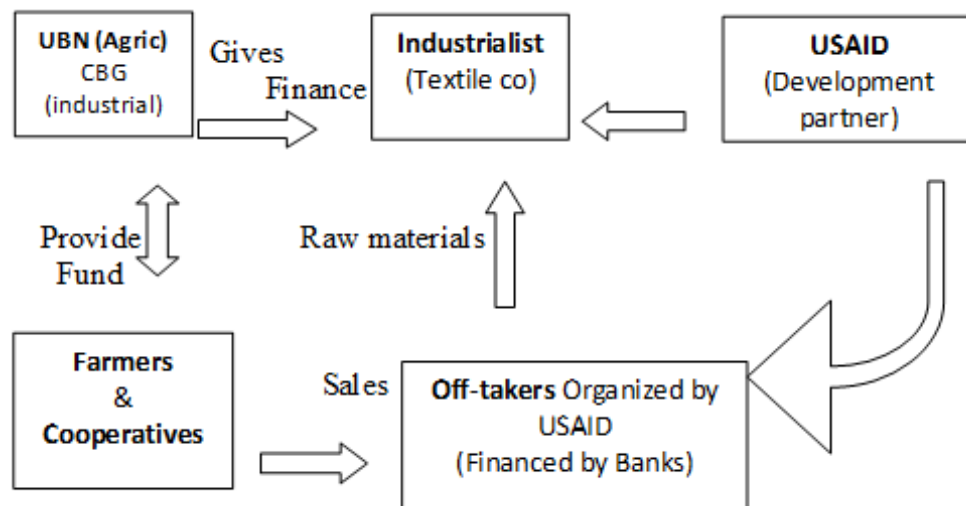 UBN (Agric)
CBG
(industrial)
Gives
Finance
Industrialist
(Textile co)
USAID
(Development
partner)
Provide
Fund
Raw materials
Farmers
&
Cooperatives
Sales
Off-takers Organized by
USAID
(Financed by Banks)